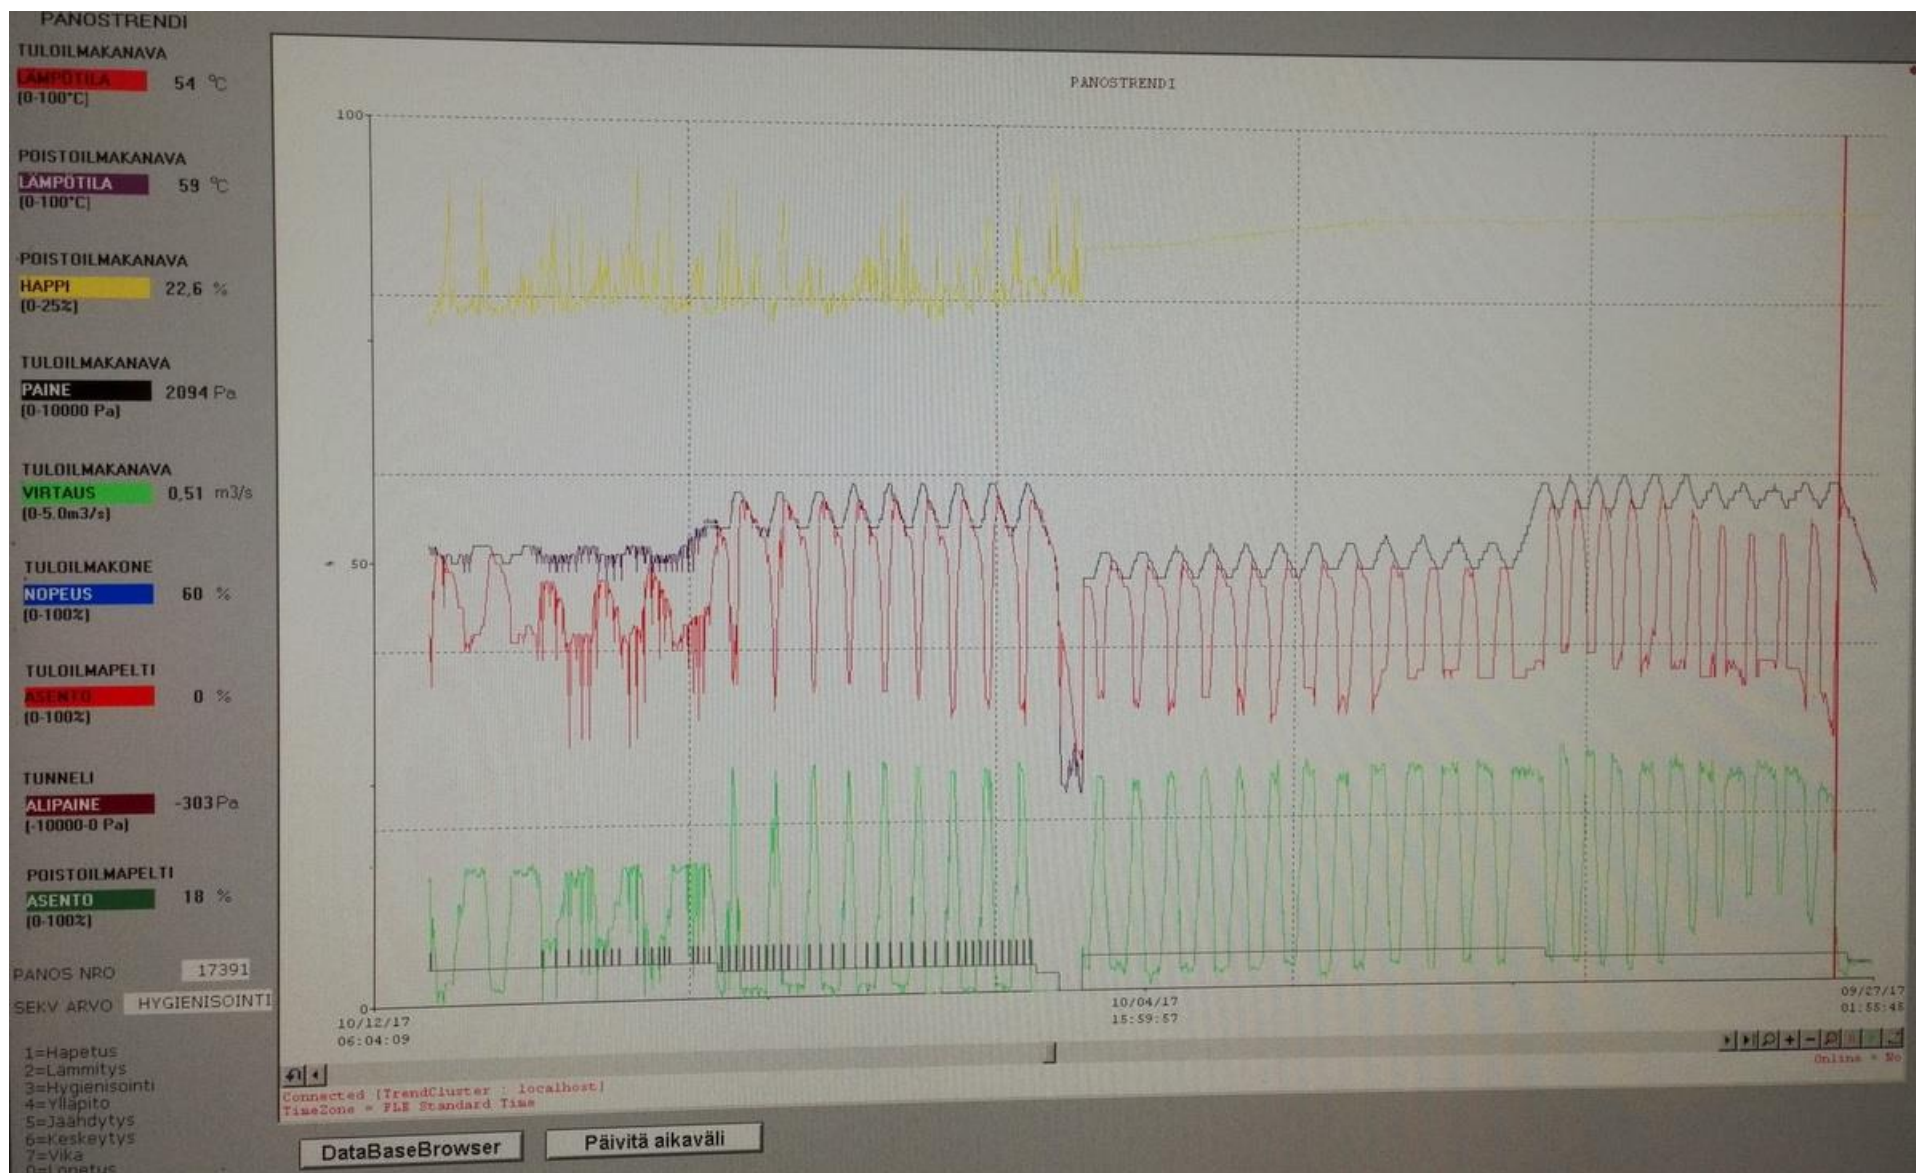 PANOSTRENDI
TULOILMAKANAVA
LÄMPÖTILA 54 °C
(0-100°C)
POISTOILMAKANAVA
LÄMPÖTILA 59 °C
(0-100°C)
POISTOILMAKANAVA
HAPPI 22,6 %
(0-25%)
TULOILMAKANAVA
PAINE 2094 Pa
(0-10000 Pa)
TULOILMAKANAVA
VIRTAUS 0,51 m3/s
(0-5.0m3/s)
TULOILMAKONE
NOPEUS 60 %
(0-100%)
TULOILMAPELTI
ASENTO 0 %
(0-100%)
TUNNELI
ALIPAINE -303 Pa
(-10000-0 Pa)
POISTOILMAPELTI
ASENTO 18 %
(0-100%)
PANOS NRO 17391
SEKV ARVO HYGIENISOINTI
1=Hapetus
2=Lämmitys
3=Hygienisointi
4=Ylläpito
5=Jäähdytys
6=Keskeytys
7=Vika
0=Lopetus
PANOSTRENDI
100
50
0
10/12/17
06:04:09
10/04/17
15:59:57
09/27/17
01:55:45
Online = No
Connected [TrendCluster : localhost]
TimeZone = FLE Standard Time
DataBaseBrowser
Päivitä aikaväli